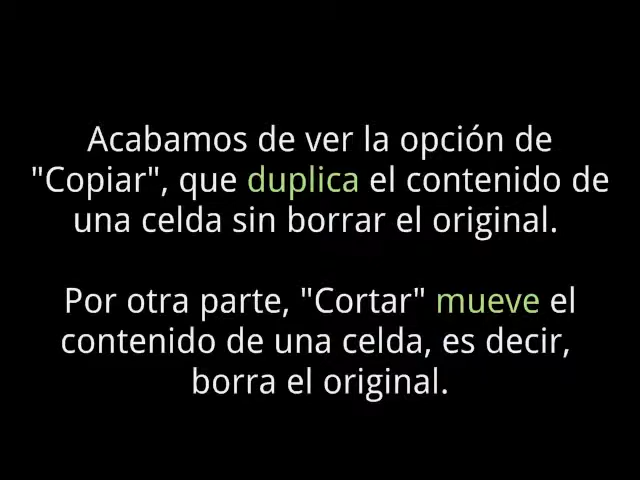 Acabamos de ver la opción de
"Copiar", que duplica el contenido de
una celda sin borrar el original.
Por otra parte, "Cortar" mueve el
contenido de una celda, es decir,
borra el original.